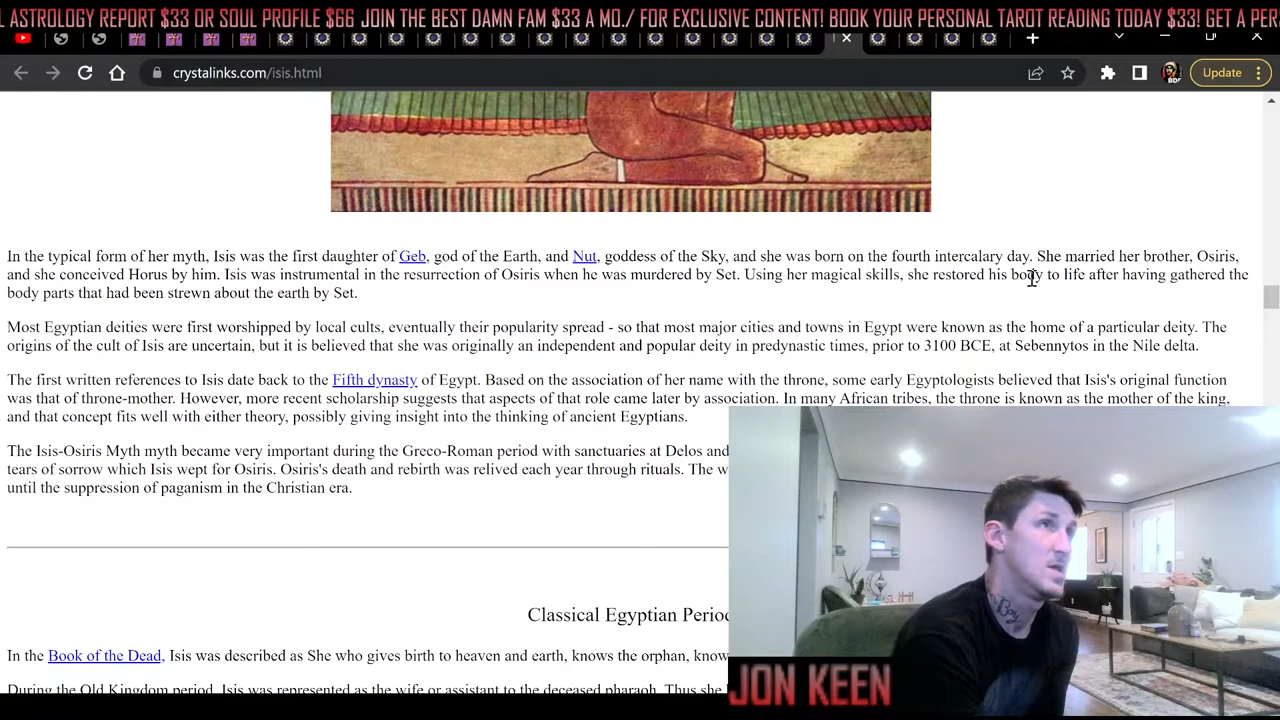 L ASTROLOGY REPORT $33 OR SOUL PROFILE $66 JOIN THE BEST DAMN FAM $33 A MO./ FOR EXCLUSIVE CONTENT! BOOK YOUR PERSONAL TAROT READING TODAY $33! GET A PER
crystalinks.com/isis.html
BDF
Update
In the typical form of her myth, Isis was the first daughter of Geb, god of the Earth, and Nut, goddess of the Sky, and she was born on the fourth intercalary day. She married her brother, Osiris,
and she conceived Horus by him. Isis was instrumental in the resurrection of Osiris when he was murdered by Set. Using her magical skills, she restored his body to life after having gathered the
body parts that had been strewn about the earth by Set.
Most Egyptian deities were first worshipped by local cults, eventually their popularity spread - so that most major cities and towns in Egypt were known as the home of a particular deity. The
origins of the cult of Isis are uncertain, but it is believed that she was originally an independent and popular deity in predynastic times, prior to 3100 BCE, at Sebennytos in the Nile delta.
The first written references to Isis date back to the Fifth dynasty of Egypt. Based on the association of her name with the throne, some early Egyptologists believed that Isis's original function
was that of throne-mother. However, more recent scholarship suggests that aspects of that role came later by association. In many African tribes, the throne is known as the mother of the king,
and that concept fits well with either theory, possibly giving insight into the thinking of ancient Egyptians.
The Isis-Osiris Myth myth became very important during the Greco-Roman period with sanctuaries at Delos and
tears of sorrow which Isis wept for Osiris. Osiris's death and rebirth was relived each year through rituals. The w
until the suppression of paganism in the Christian era.
Classical Egyptian Period
In the Book of the Dead, Isis was described as She who gives birth to heaven and earth, knows the orphan, know
During the Old Kingdom period, Isis was represented as the wife or assistant to the deceased pharaoh. Thus she
Boy
JON KEEN